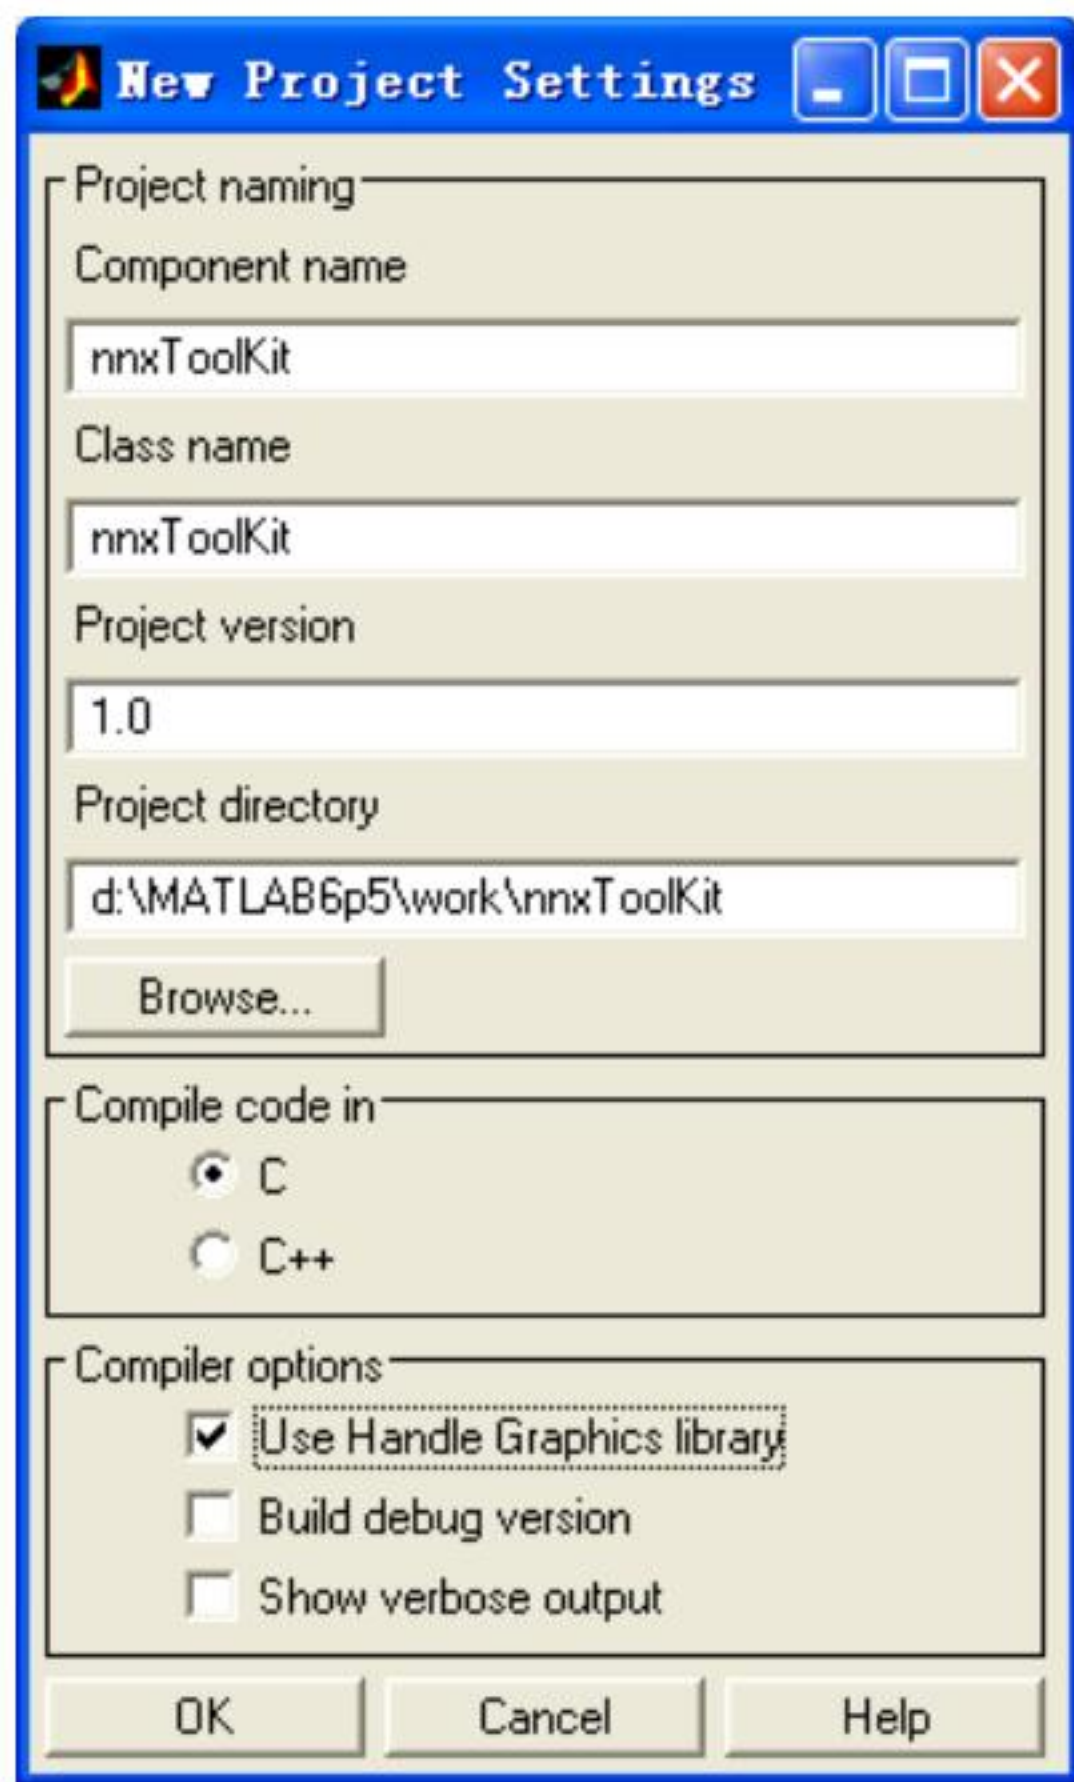 New Project Settings
Project naming
Component name
nnxToolKit
Class name
nnxToolKit
Project version
1.0
Project directory
d:\MATLAB6p5\work\nnxToolKit
Browse...
Compile code in
C
C++
Compiler options
Use Handle Graphics library
Build debug version
Show verbose output
OK Cancel Help